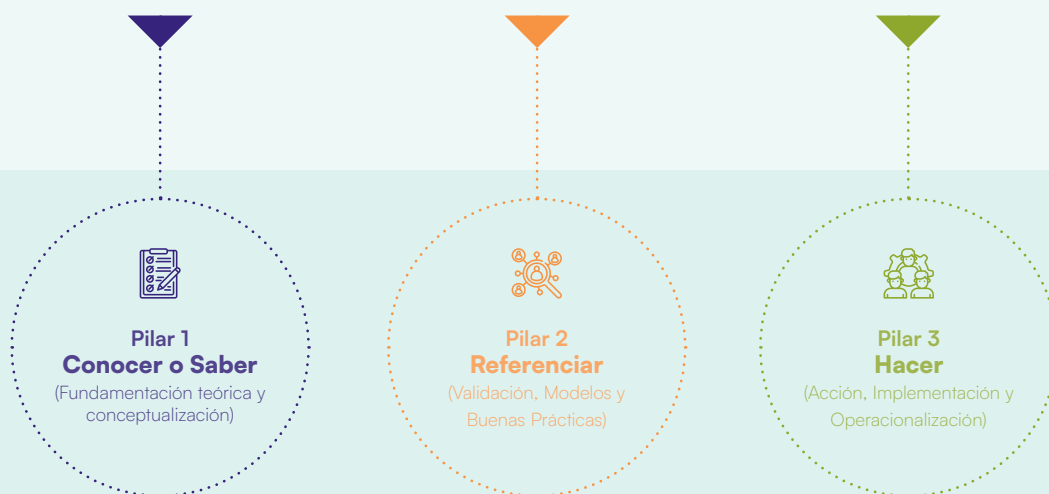 Pilar 1
Conocer o Saber
(Fundamentación teórica y
conceptualización)
Pilar 2
Referenciar
(Validación, Modelos y
Buenas Prácticas)
Pilar 3
Hacer
(Acción, Implementación y
Operacionalización)